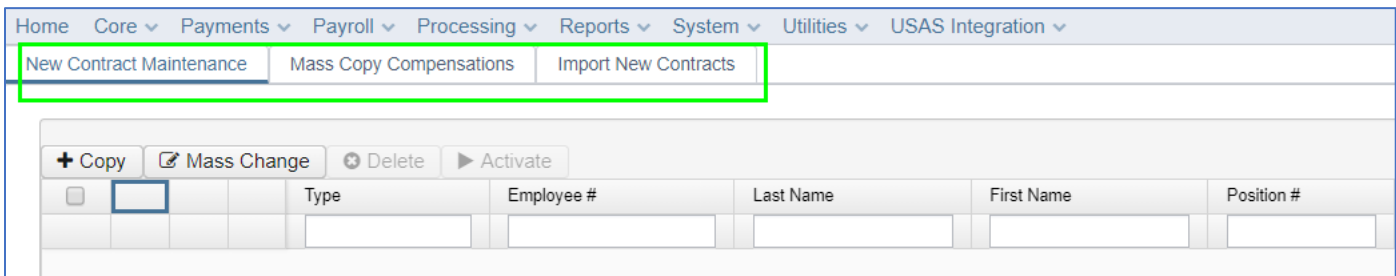 Home Core Payments Payroll Processing Reports System Utilities USAS Integration
New Contract Maintenance Mass Copy Compensations Import New Contracts
Copy Mass Change Delete Activate
Type Employee # Last Name First Name Position #